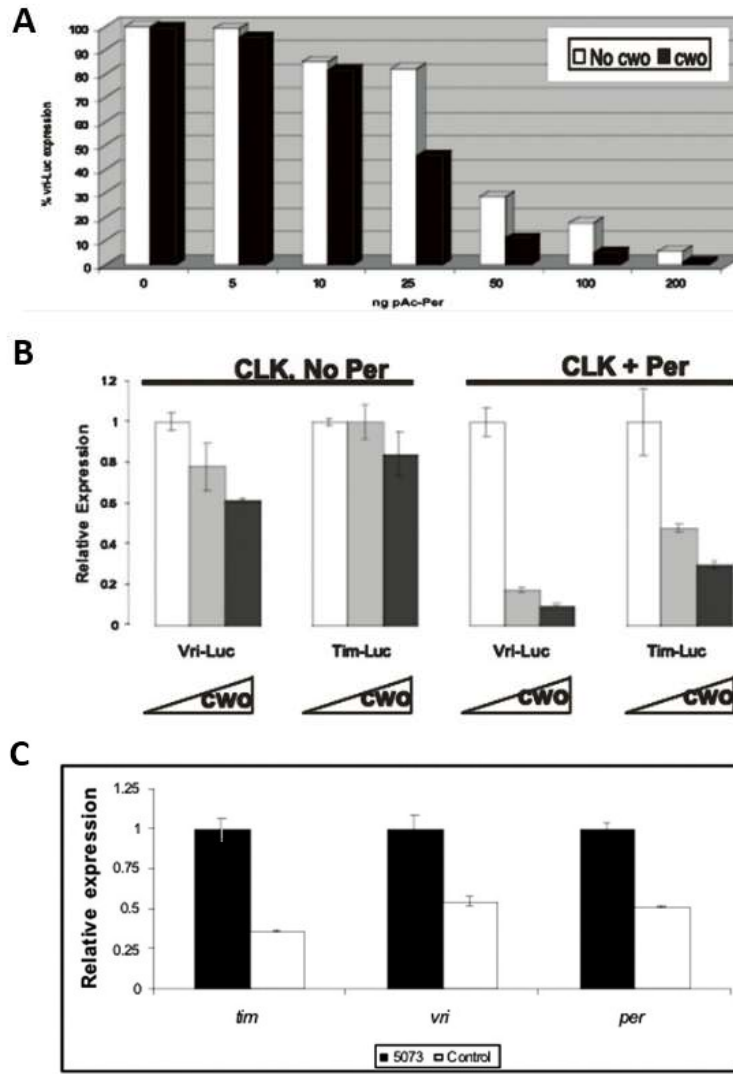 A
% vri-Luc expression
100
90
80
70
60
50
40
30
20
10
0
No cwo cwo
0 5 10 25 50 100 200
ng pAc-Per
B
CLK, No Per CLK + Per
Relative Expression
1.2
1
0.8
0.6
0.4
0.2
0
Vri-Luc Tim-Luc Vri-Luc Tim-Luc
cwo cwo cwo cwo
C
Relative expression
1.25
1
0.75
0.5
0.25
0
tim vri per
5073 Control